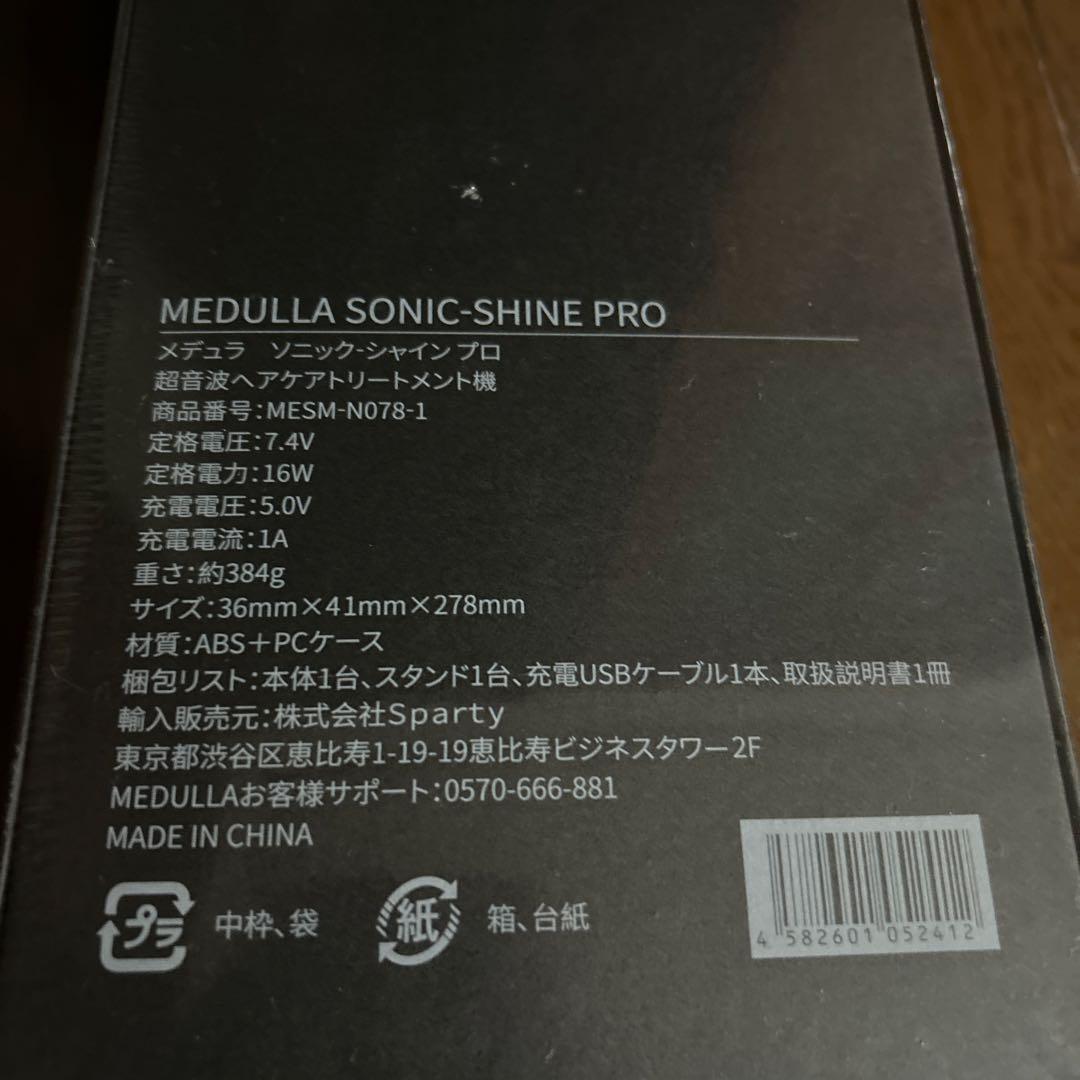 MEDULLA SONIC-SHINE PRO
メデュラ　ソニック-シャイン プロ
超音波ヘアケアトリートメント機
商品番号:MESM-N078-1
定格電圧:7.4V
定格電力:16W
充電電圧:5.0V
充電電流:1A
重さ:約384g
サイズ:36mm×41mm×278mm
材質:ABS+PCケース
梱包リスト:本体1台、スタンド1台、充電USBケーブル1本、取扱説明書1冊
輸入販売元:株式会社Sparty
東京都渋谷区恵比寿1-19-19恵比寿ビジネスタワー2F
MEDULLAお客様サポート:0570-666-881
MADE IN CHINA
プラ 中枠、袋 紙 箱、台紙
4 582601 052412